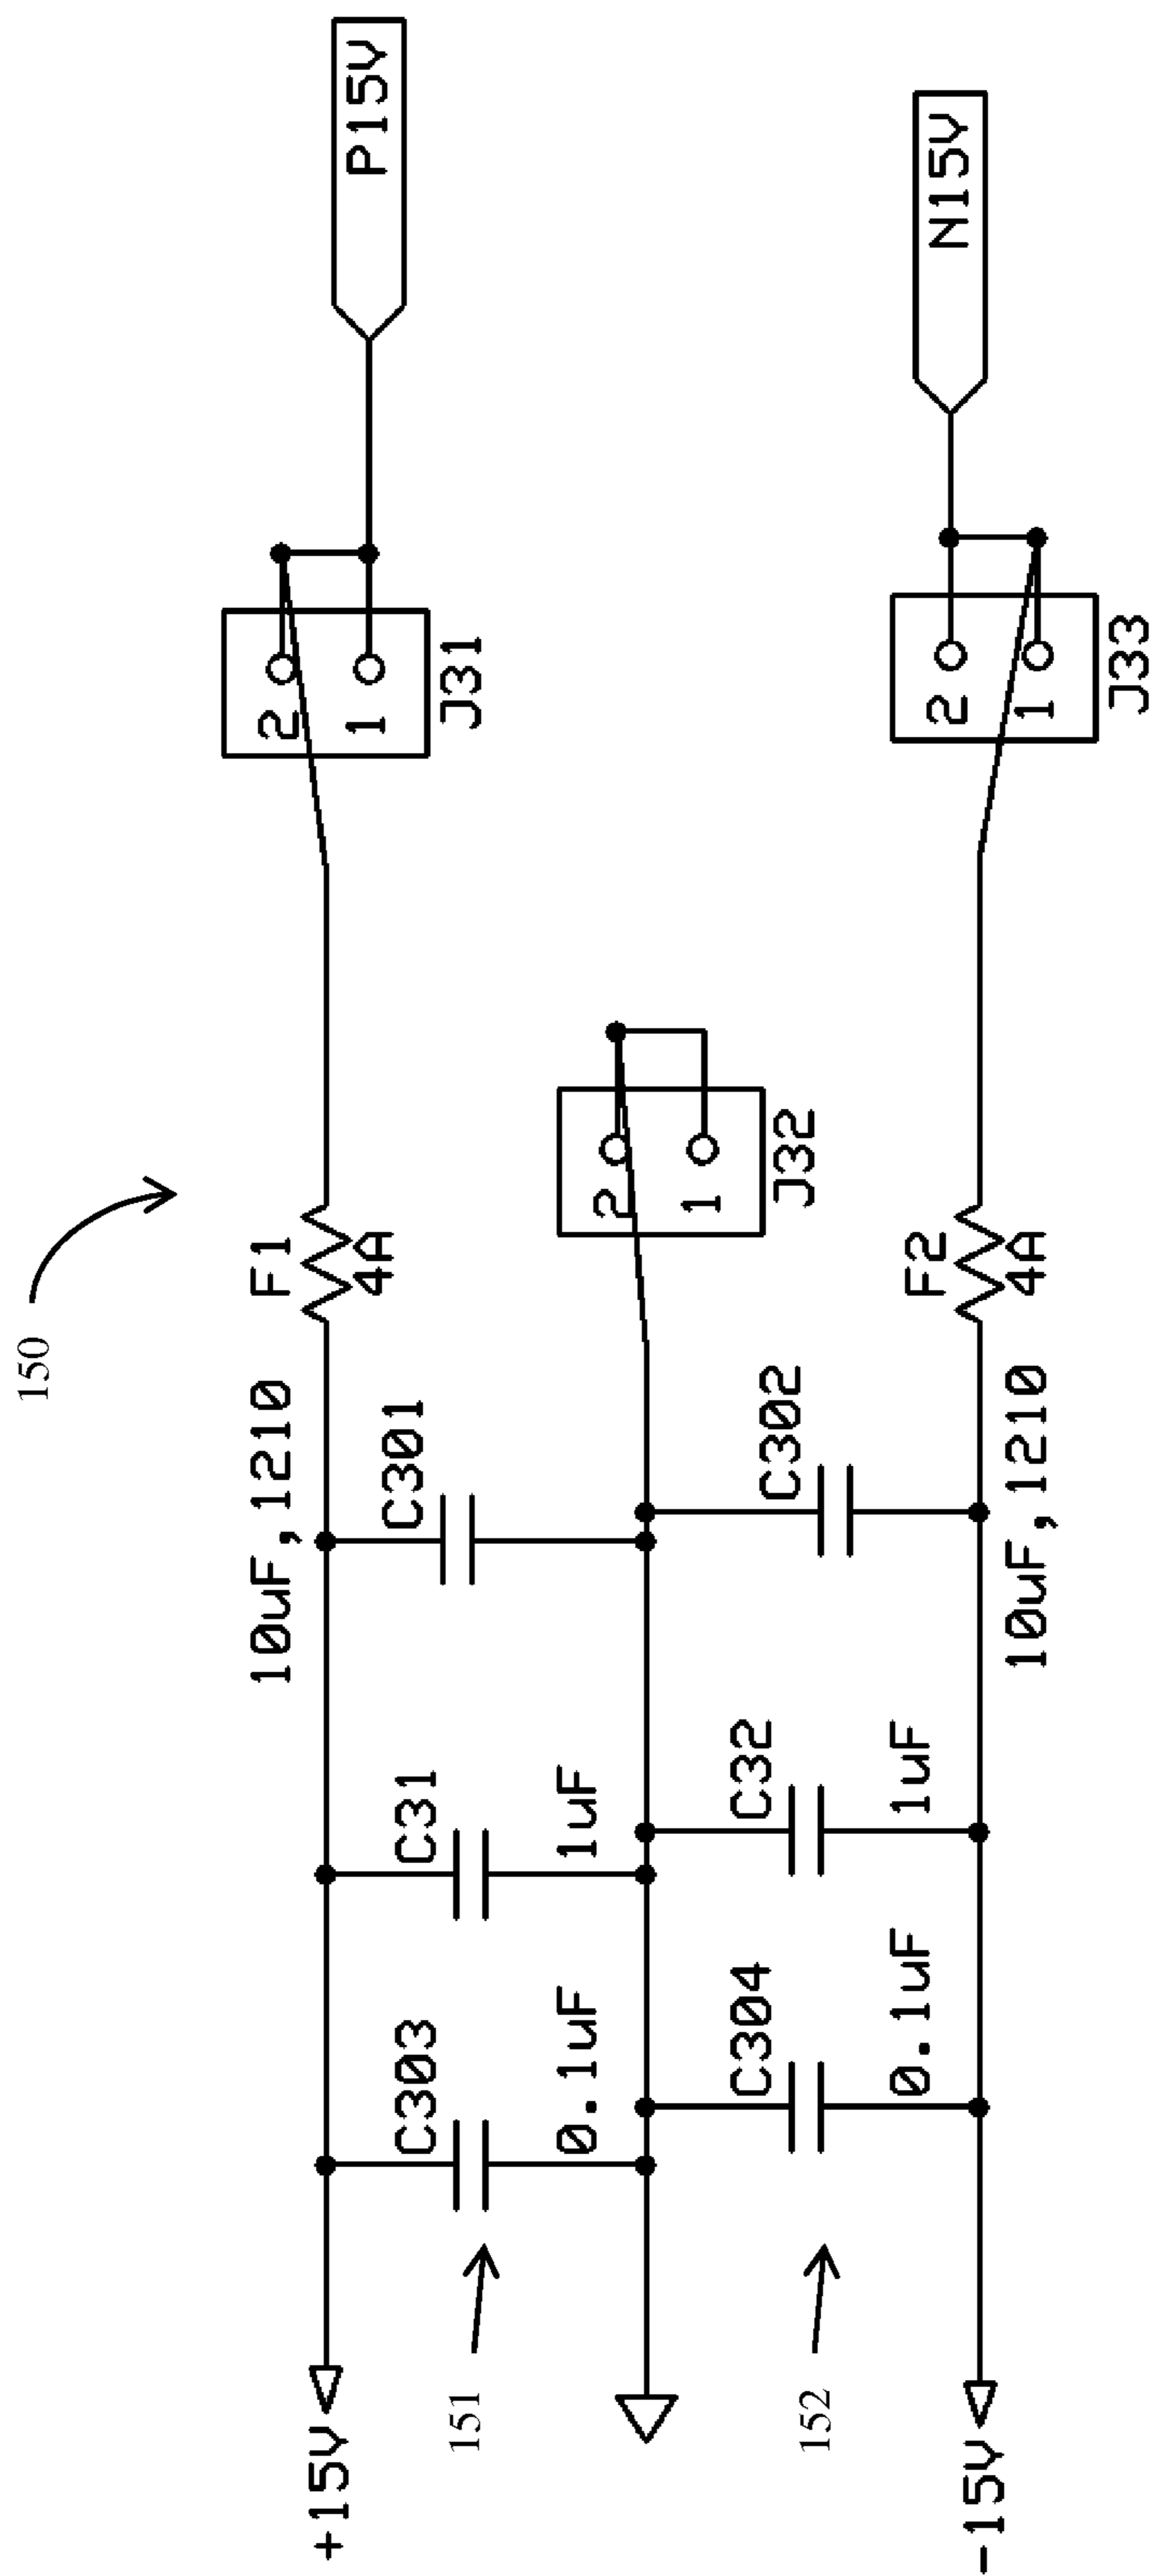 150
+15V
10uF,1210
F1
4A
2
1
J31
P15V
C303
0.1uF
C31
1uF
C301
151
2
1
J32
C304
0.1uF
C32
1uF
C302
152
-15V
10uF,1210
F2
4A
2
1
J33
N15V